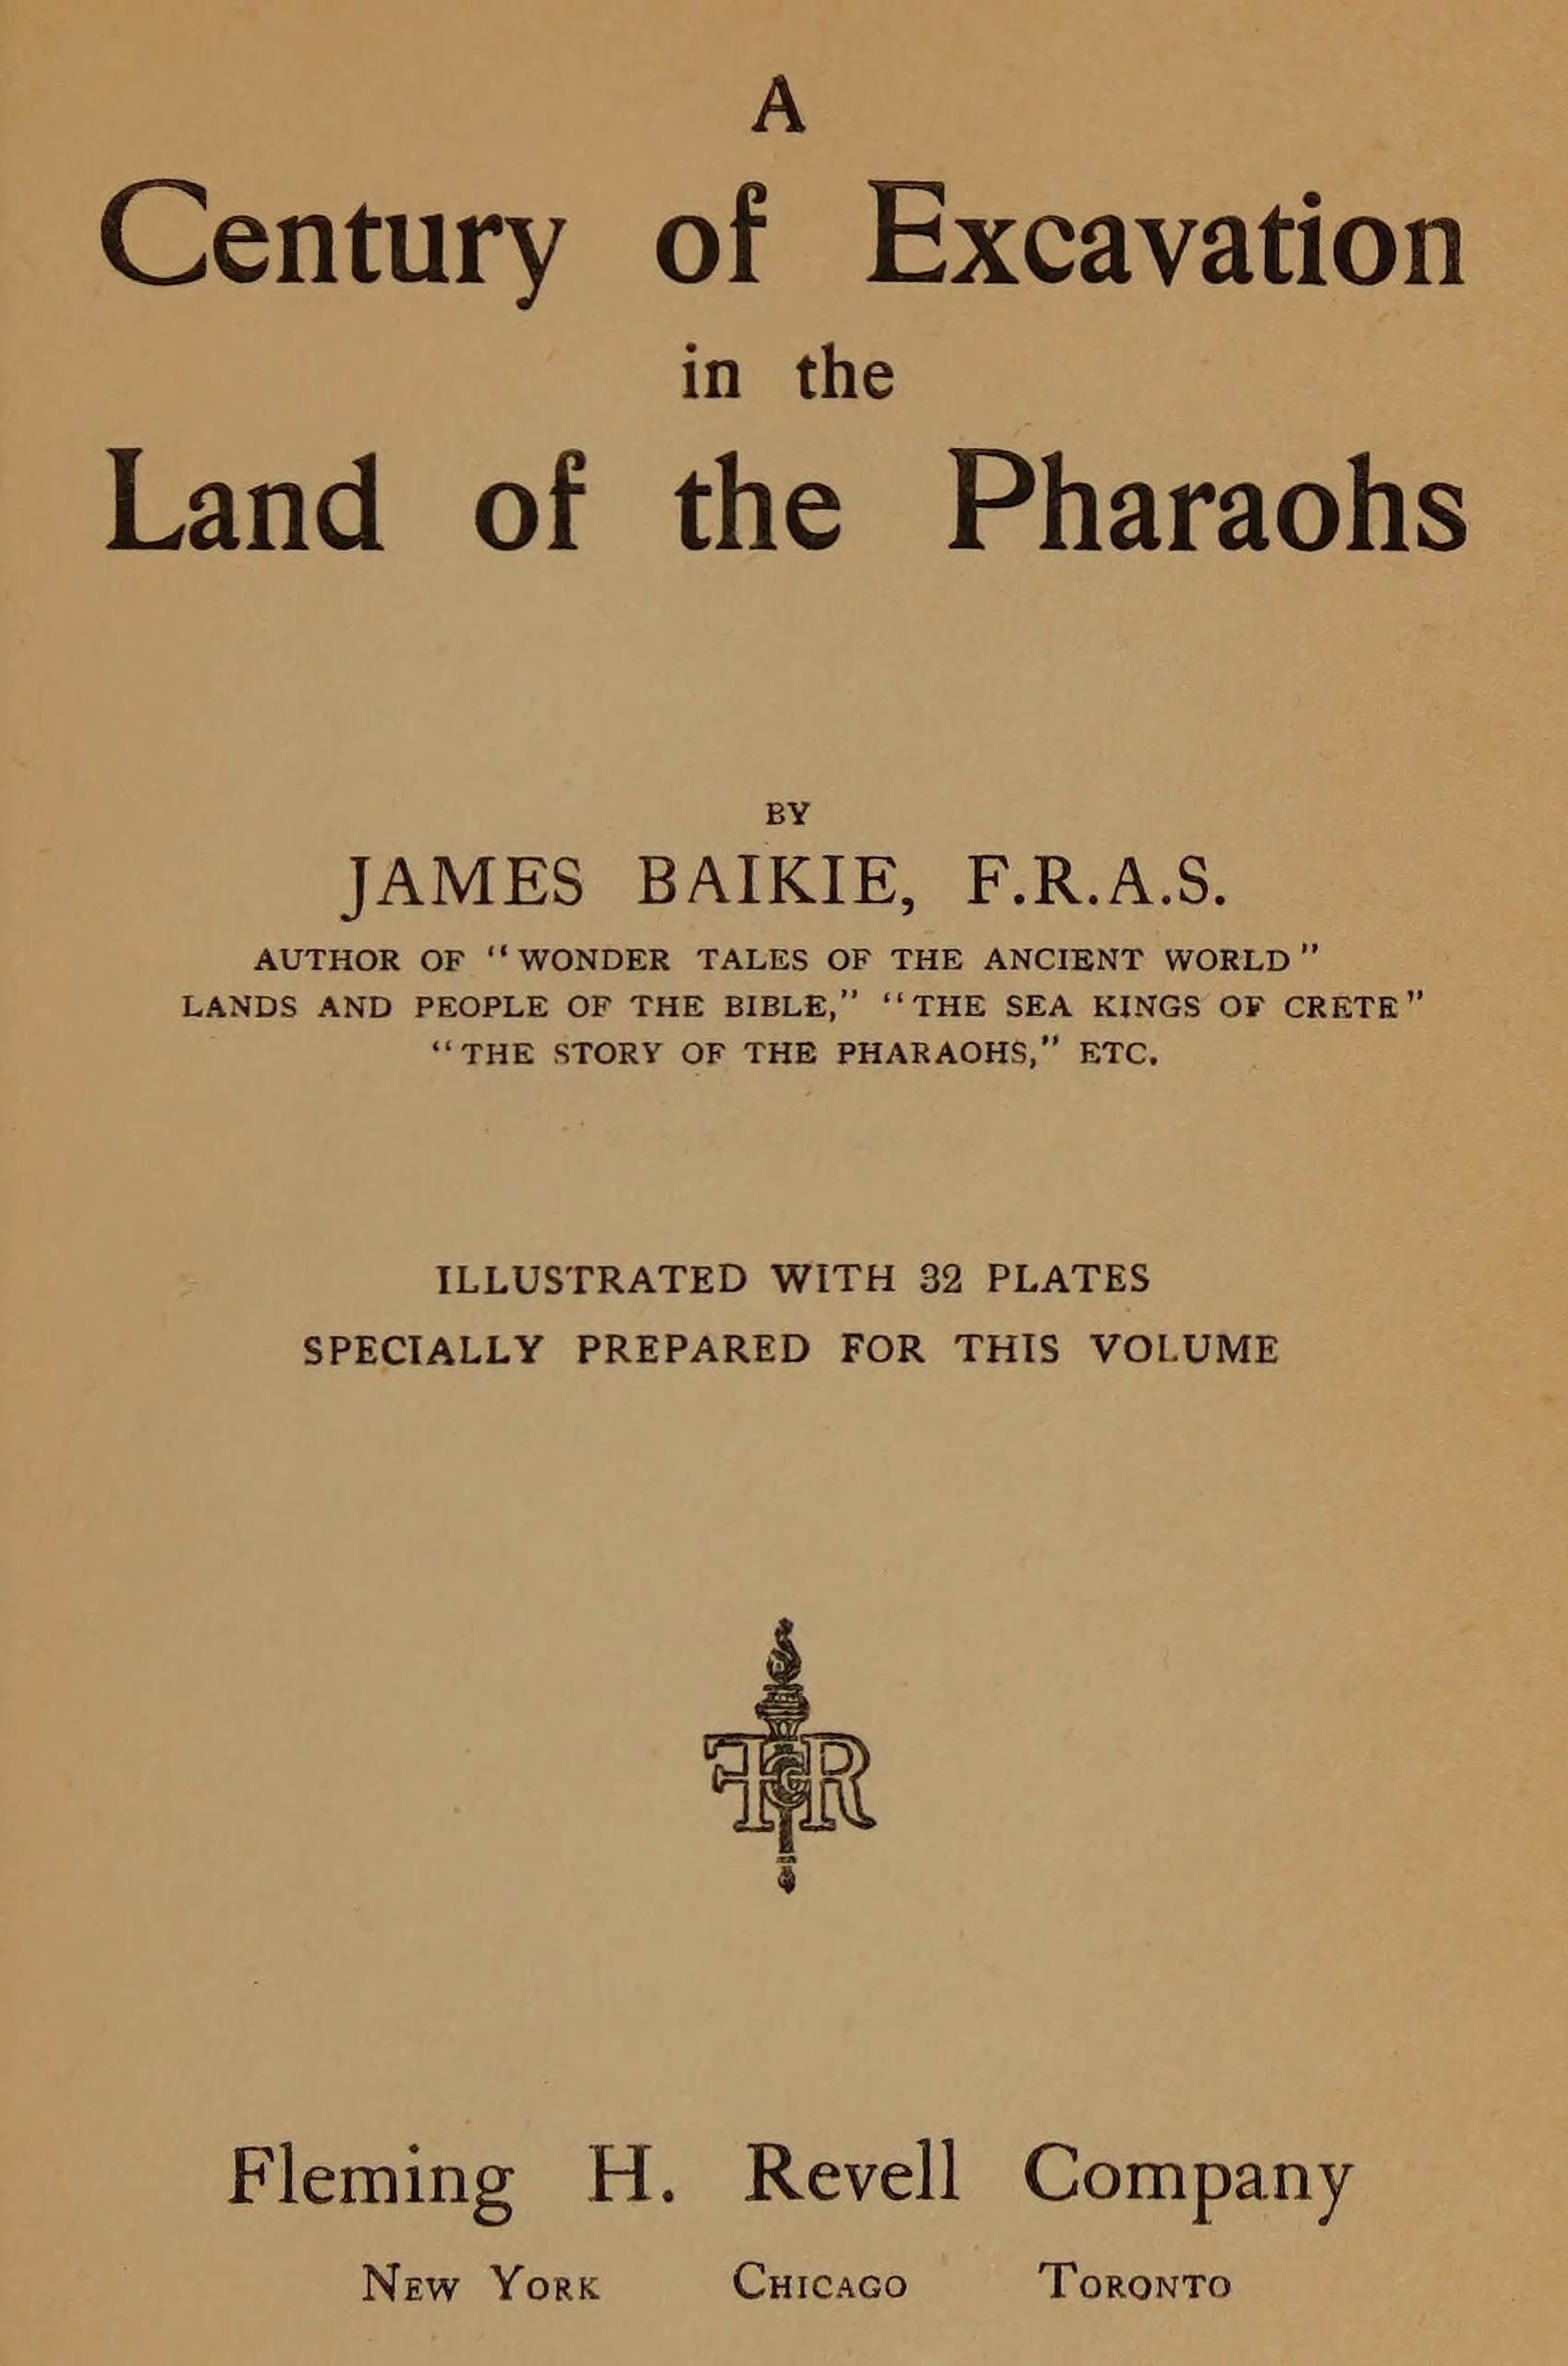 A
Century of Excavation
in the
Land of the Pharaohs
BY
JAMES BAIKIE, F.R.A.S.
AUTHOR OF “WONDER TALES OF THE ANCIENT WORLD”
LANDS AND PEOPLE OF THE BIBLE,” “THE SEA KINGS OF CRETE”
“THE STORY OF THE PHARAOHS,” ETC.
ILLUSTRATED WITH 32 PLATES
SPECIALLY PREPARED FOR THIS VOLUME
FHR
Fleming H. Revell Company
NEW YORK CHICAGO TORONTO